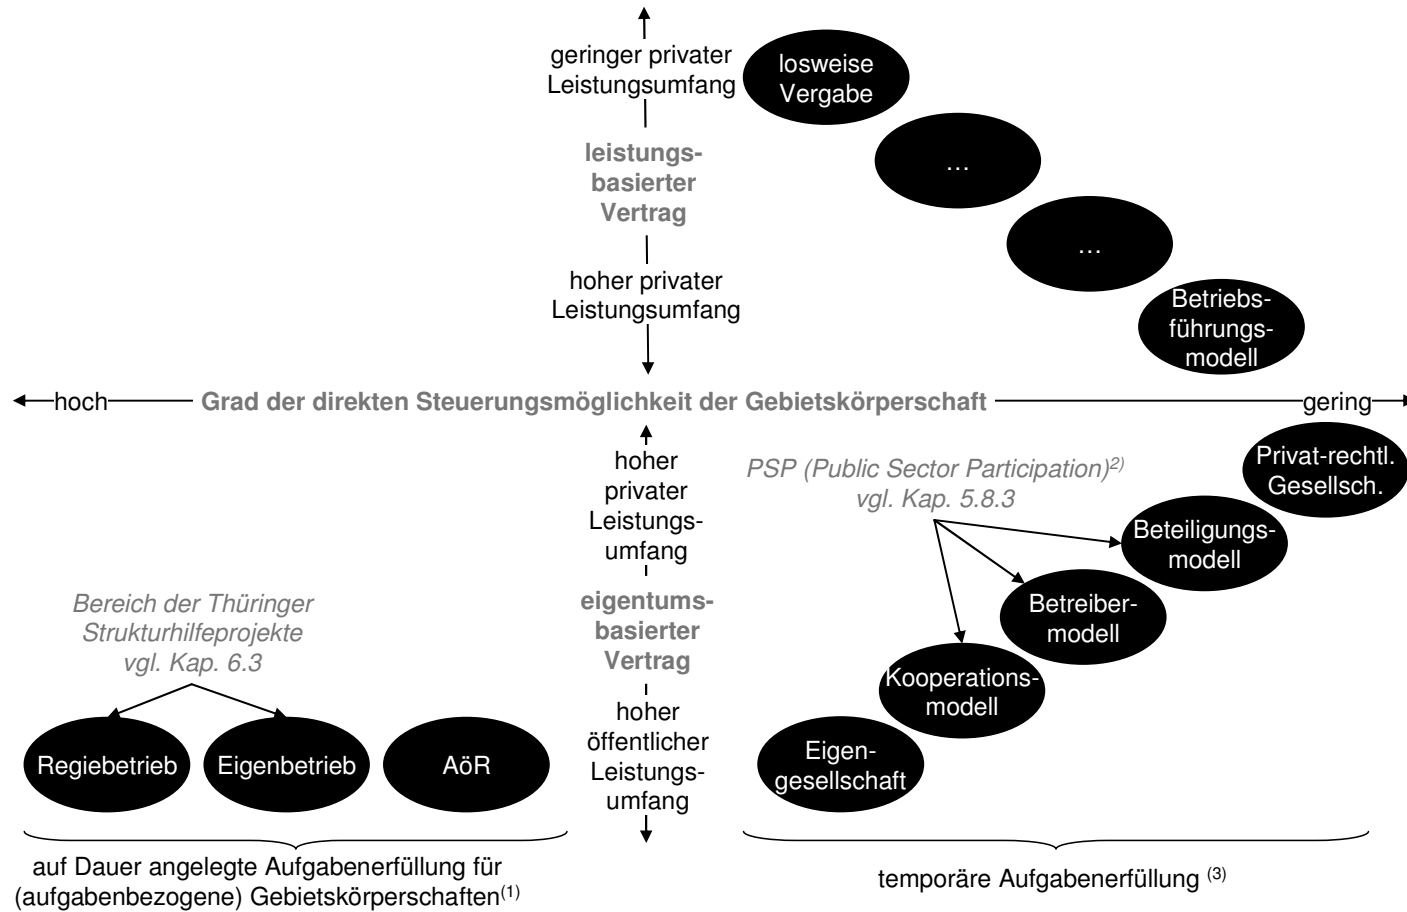 geringer privater
Leistungsumfang
losweise
Vergabe
…
leistungs-
basierter
Vertrag
…
hoher privater
Leistungsumfang
Betriebs-
führungs-
modell
hoch
Grad der direkten Steuerungsmöglichkeit der Gebietskörperschaft
gering
hoher
privater
Leistungs-
umfang
PSP (Public Sector Participation)2)
vgl. Kap. 5.8.3
Privat-rechtl.
Gesellsch.
Beteiligungs-
modell
Bereich der Thüringer
Strukturhilfeprojekte
vgl. Kap. 6.3
eigentums-
basierter
Vertrag
Betreiber-
modell
Kooperations-
modell
hoher
öffentlicher
Leistungs-
umfang
Regiebetrieb
Eigenbetrieb
AöR
Eigen-
gesellschaft
auf Dauer angelegte Aufgabenerfüllung für
(aufgabenbezogene) Gebietskörperschaften(1)
temporäre Aufgabenerfüllung (3)